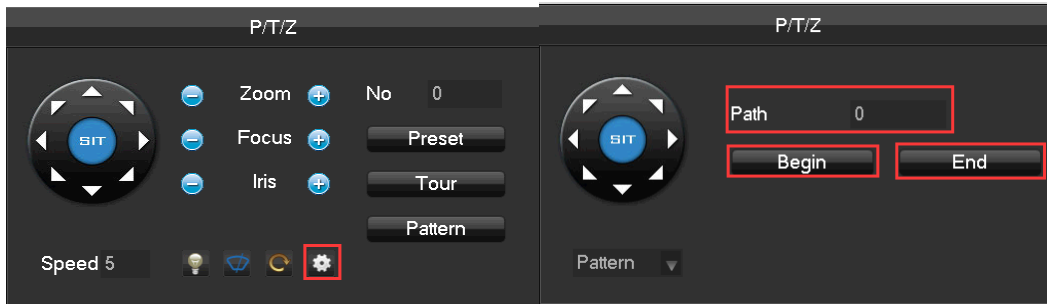 P/T/Z
Zoom No 0
SIT Focus Preset
Iris Tour
Pattern
Speed 5
P/T/Z
Path 0
SIT
Begin End
Pattern